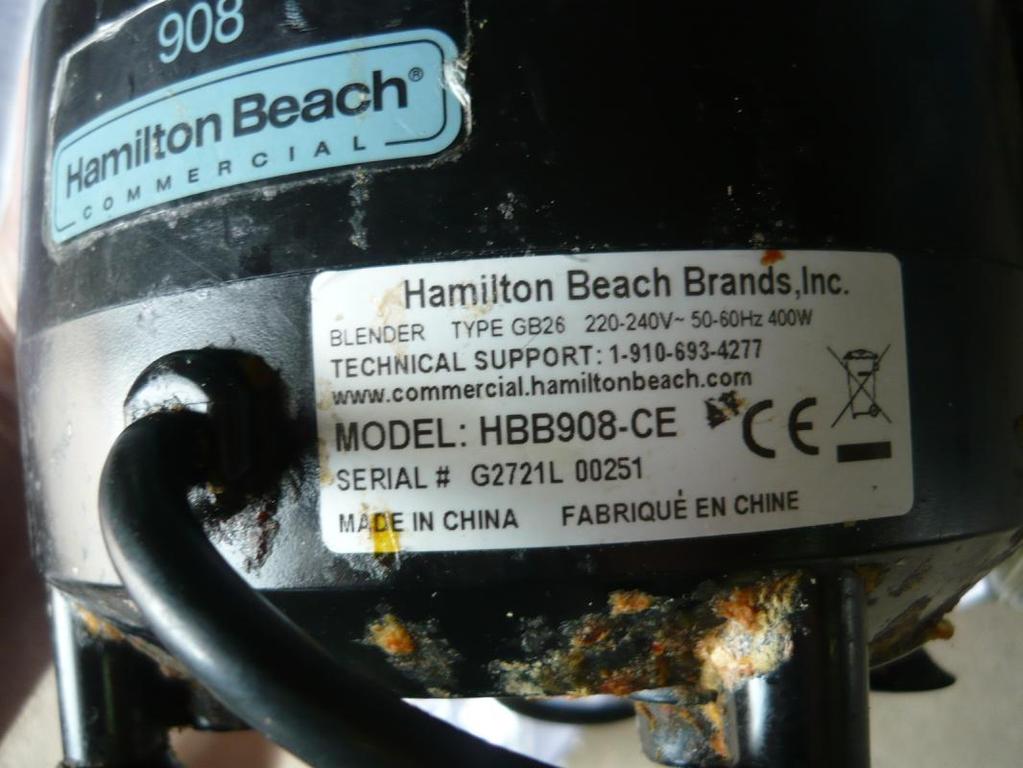 908
Hamilton Beach®
COMMERCIAL
Hamilton Beach Brands,Inc.
BLENDER TYPE GB26 220-240V~ 50-60Hz 400W
TECHNICAL SUPPORT: 1-910-693-4277
www.commercial.hamiltonbeach.com
MODEL: HBB908-CE CE
SERIAL # G2721L 00251
MADE IN CHINA FABRIQUÉ EN CHINE